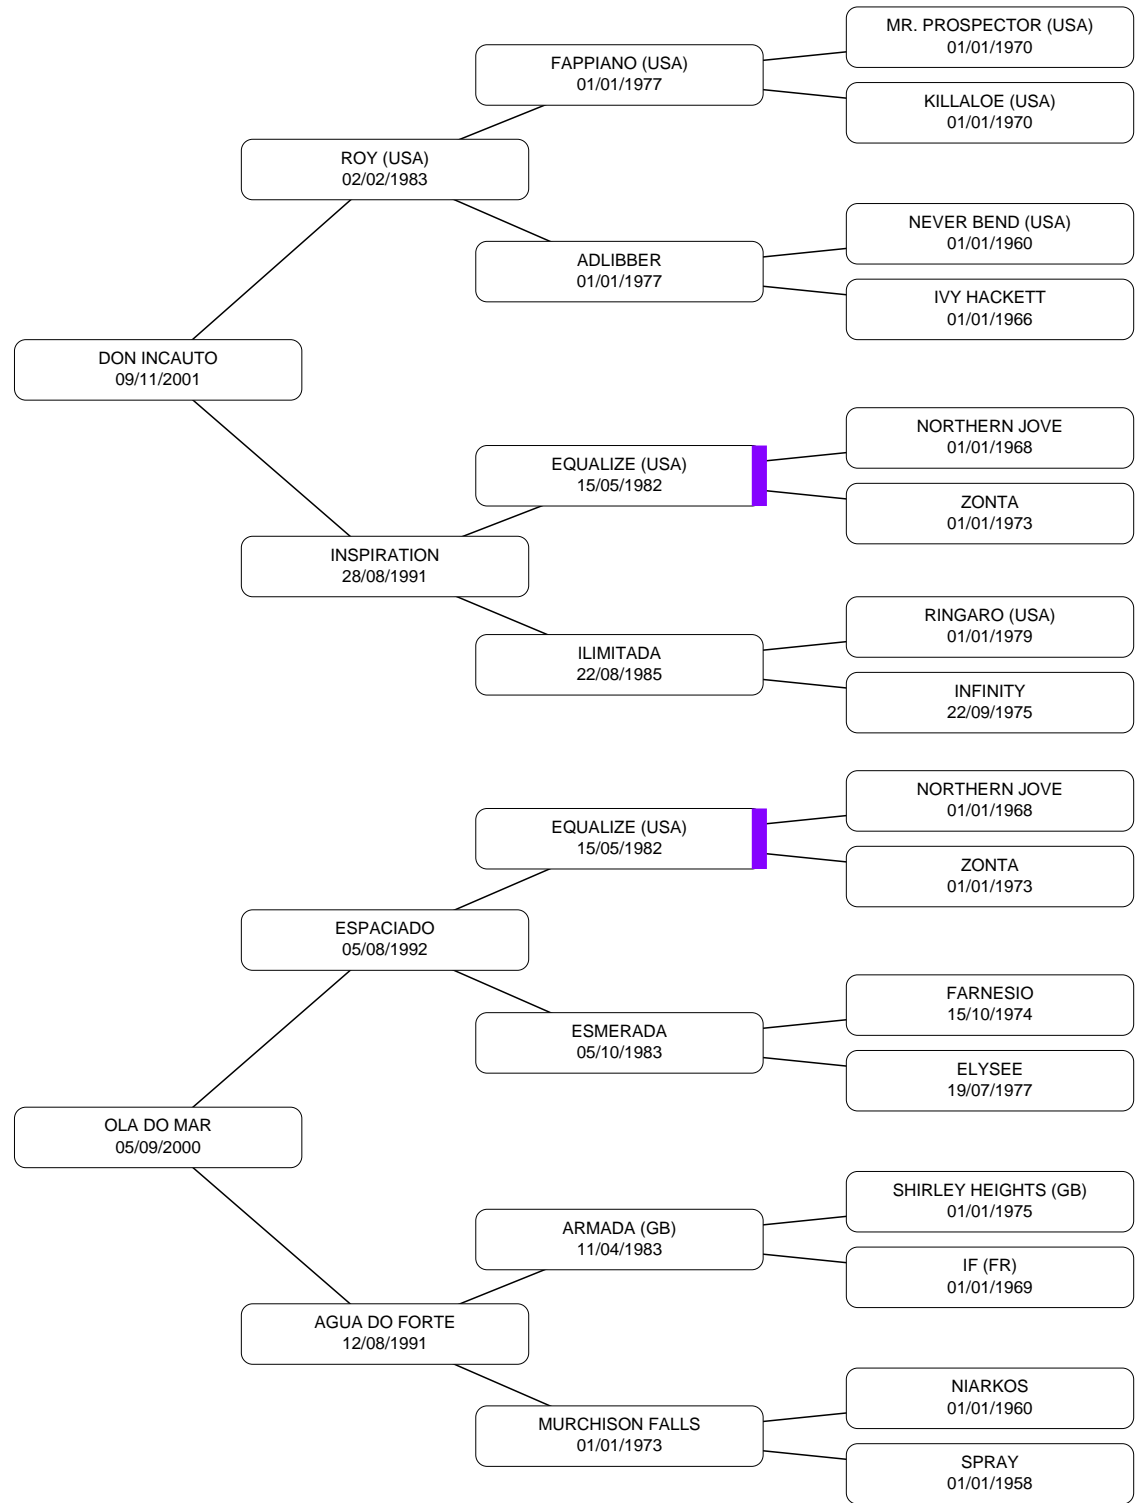 MR. PROSPECTOR (USA)
01/01/1970
FAPPIANO (USA)
01/01/1977
KILLALOE (USA)
01/01/1970
ROY (USA)
02/02/1983
NEVER BEND (USA)
01/01/1960
ADLIBBER
01/01/1977
IVY HACKETT
01/01/1966
DON INCAUTO
09/11/2001
NORTHERN JOVE
01/01/1968
EQUALIZE (USA)
15/05/1982
ZONTA
01/01/1973
INSPIRATION
28/08/1991
RINGARO (USA)
01/01/1979
ILIMITADA
22/08/1985
INFINITY
22/09/1975
NORTHERN JOVE
01/01/1968
EQUALIZE (USA)
15/05/1982
ZONTA
01/01/1973
ESPACIADO
05/08/1992
FARNESIO
15/10/1974
ESMERADA
05/10/1983
ELYSEE
19/07/1977
OLA DO MAR
05/09/2000
SHIRLEY HEIGHTS (GB)
01/01/1975
ARMADA (GB)
11/04/1983
IF (FR)
01/01/1969
AGUA DO FORTE
12/08/1991
NIARKOS
01/01/1960
MURCHISON FALLS
01/01/1973
SPRAY
01/01/1958